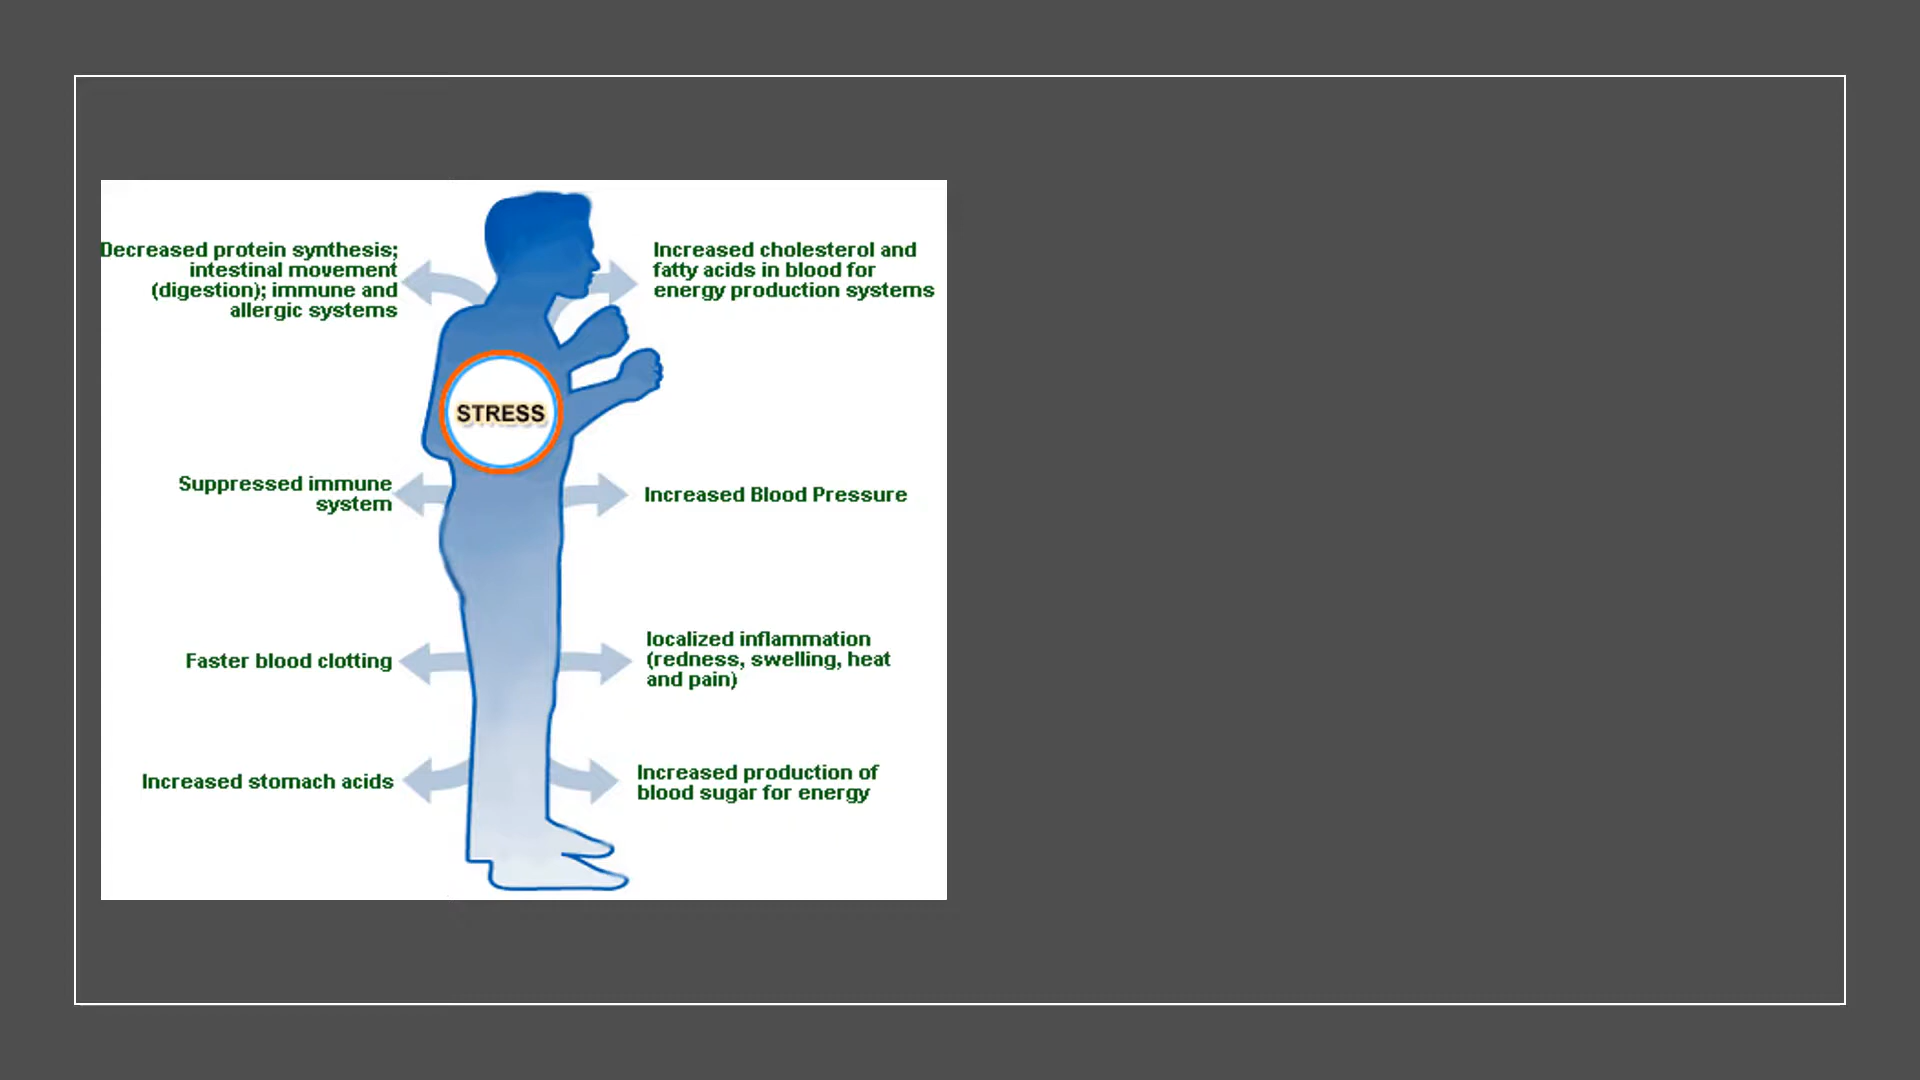 Decreased protein synthesis;
intestinal movement
(digestion); immune and
allergic systems
Increased cholesterol and
fatty acids in blood for
energy production systems
STRESS
Suppressed immune
system
Increased Blood Pressure
Faster blood clotting
localized inflammation
(redness, swelling, heat
and pain)
Increased stomach acids
Increased production of
blood sugar for energy